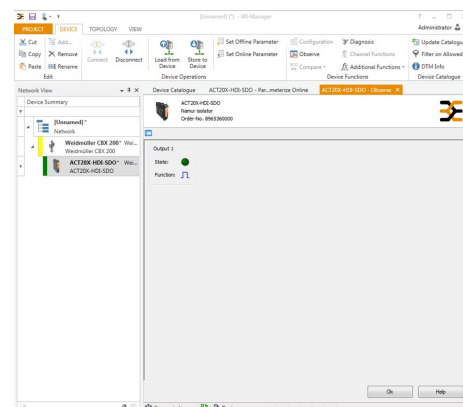 [Unnamed] (*) - WI-Manager
PROJECT DEVICE TOPOLOGY VIEW
Administrator
Cut Add...
Copy Remove
Paste Rename
Edit
Connect Disconnect
Load from Device Store to Device
Device Operations
Set Offline Parameter
Set Online Parameter
Configuration Diagnosis
Observe Channel Functions
Compare Additional Functions
Device Functions
Update Catalogu
Filter on Allowed
DTM Info
Device Catalogue
Network View
Device Summary
[Unnamed]*
Network
Weidmüller CBX 200* Wei...
Weidmüller CBX 200
ACT20X-HDI-SDO* Wei...
ACT20X-HDI-SDO
Device Catalogue ACT20X-HDI-SDO - Par...meterize Online ACT20X-HDI-SDO - Observe
ACT20X-HDI-SDO
Namur isolator
Order-No. 8965360000
Output 1
State:
Function:
Ok Help